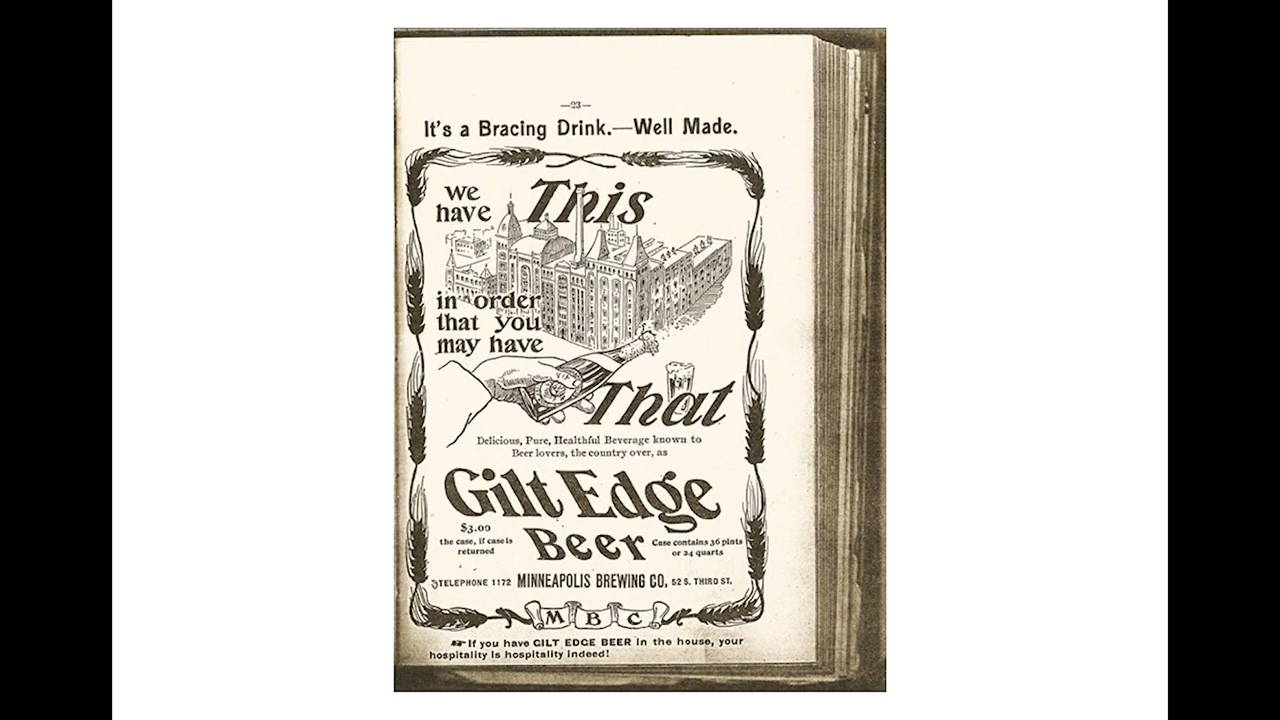 —23—
It's a Bracing Drink.—Well Made.
we have This
in order
that you
may have
That
Delicious, Pure, Healthful Beverage known to
Beer lovers, the country over, as
Gilt Edge
Beer
$3.00
the case, if case is
returned
Case contains 36 pints
or 24 quarts
TELEPHONE 1172 MINNEAPOLIS BREWING CO. 52 S. THIRD ST.
M B C
☞ If you have GILT EDGE BEER in the house, your
hospitality is hospitality indeed!